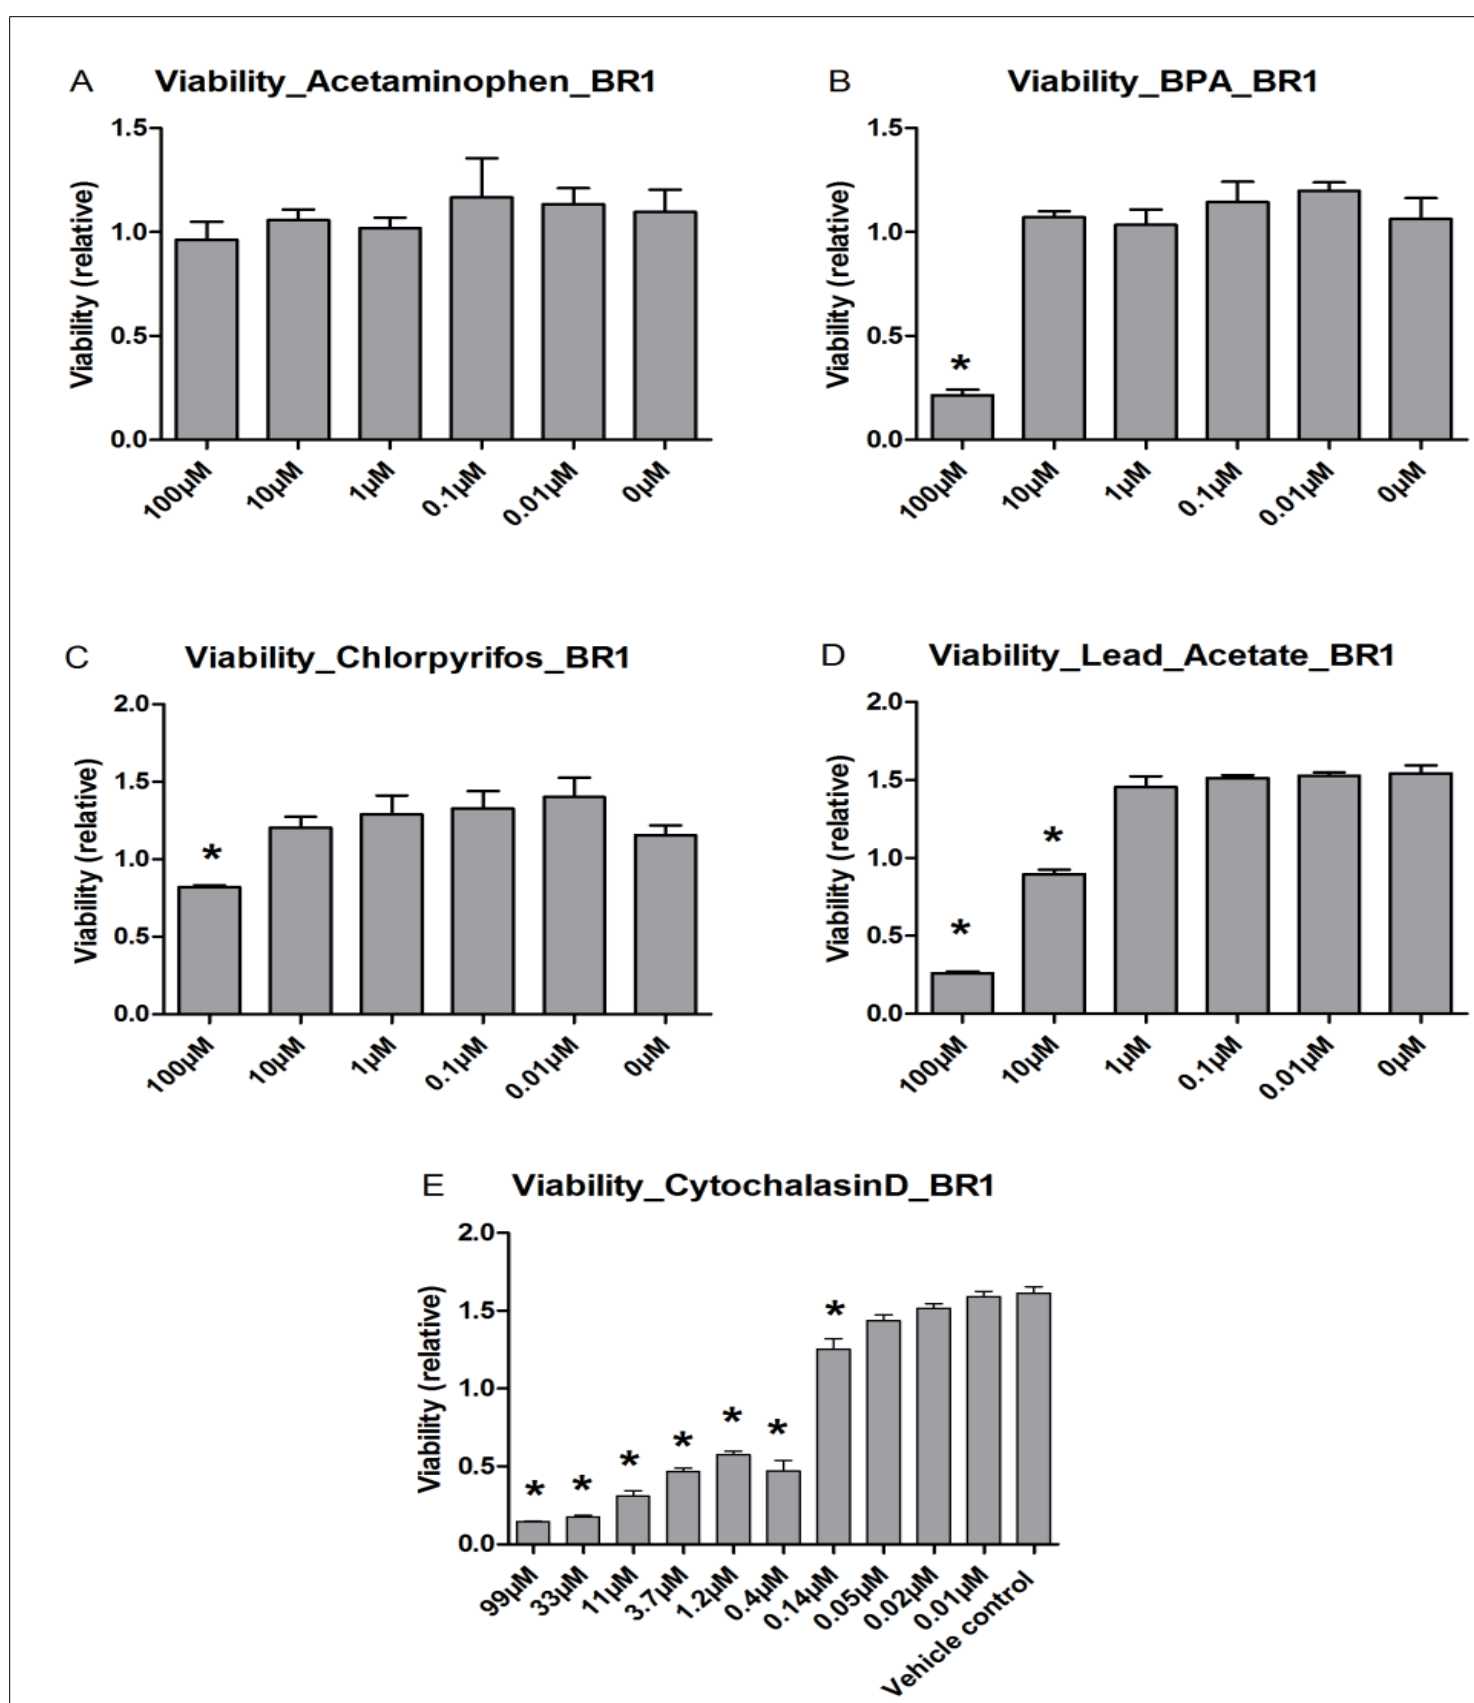 A Viability_Acetaminophen_BR1
Viability (relative)
1.5
1.0
0.5
0.0
100µM 10µM 1µM 0.1µM 0.01µM 0µM
B Viability_BPA_BR1
Viability (relative)
1.5
1.0
0.5
0.0
*
100µM 10µM 1µM 0.1µM 0.01µM 0µM
C Viability_Chlorpyrifos_BR1
Viability (relative)
2.0
1.5
1.0
0.5
0.0
*
100µM 10µM 1µM 0.1µM 0.01µM 0µM
D Viability_Lead_Acetate_BR1
Viability (relative)
2.0
1.5
1.0
0.5
0.0
* *
100µM 10µM 1µM 0.1µM 0.01µM 0µM
E Viability_CytochalasinD_BR1
Viability (relative)
2.0
1.5
1.0
0.5
0.0
* * * * * * *
99µM 33µM 11µM 3.7µM 1.2µM 0.4µM 0.14µM 0.05µM 0.02µM 0.01µM Vehicle control